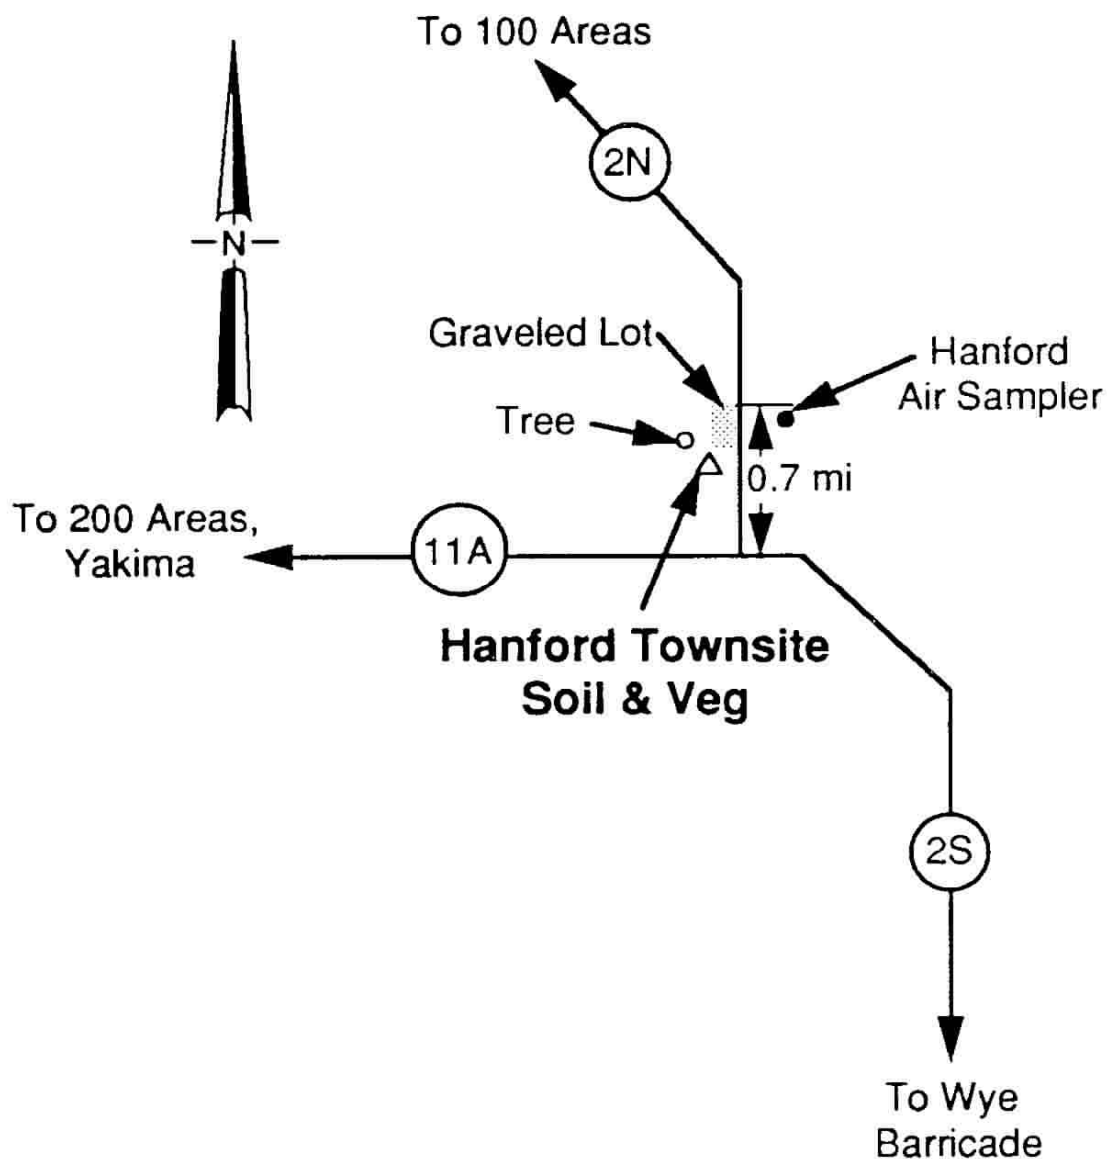 To 100 Areas
2N
N
Graveled Lot
Hanford
Air Sampler
Tree
0.7 mi
To 200 Areas,
Yakima
11A
Hanford Townsite
Soil & Veg
2S
To Wye
Barricade